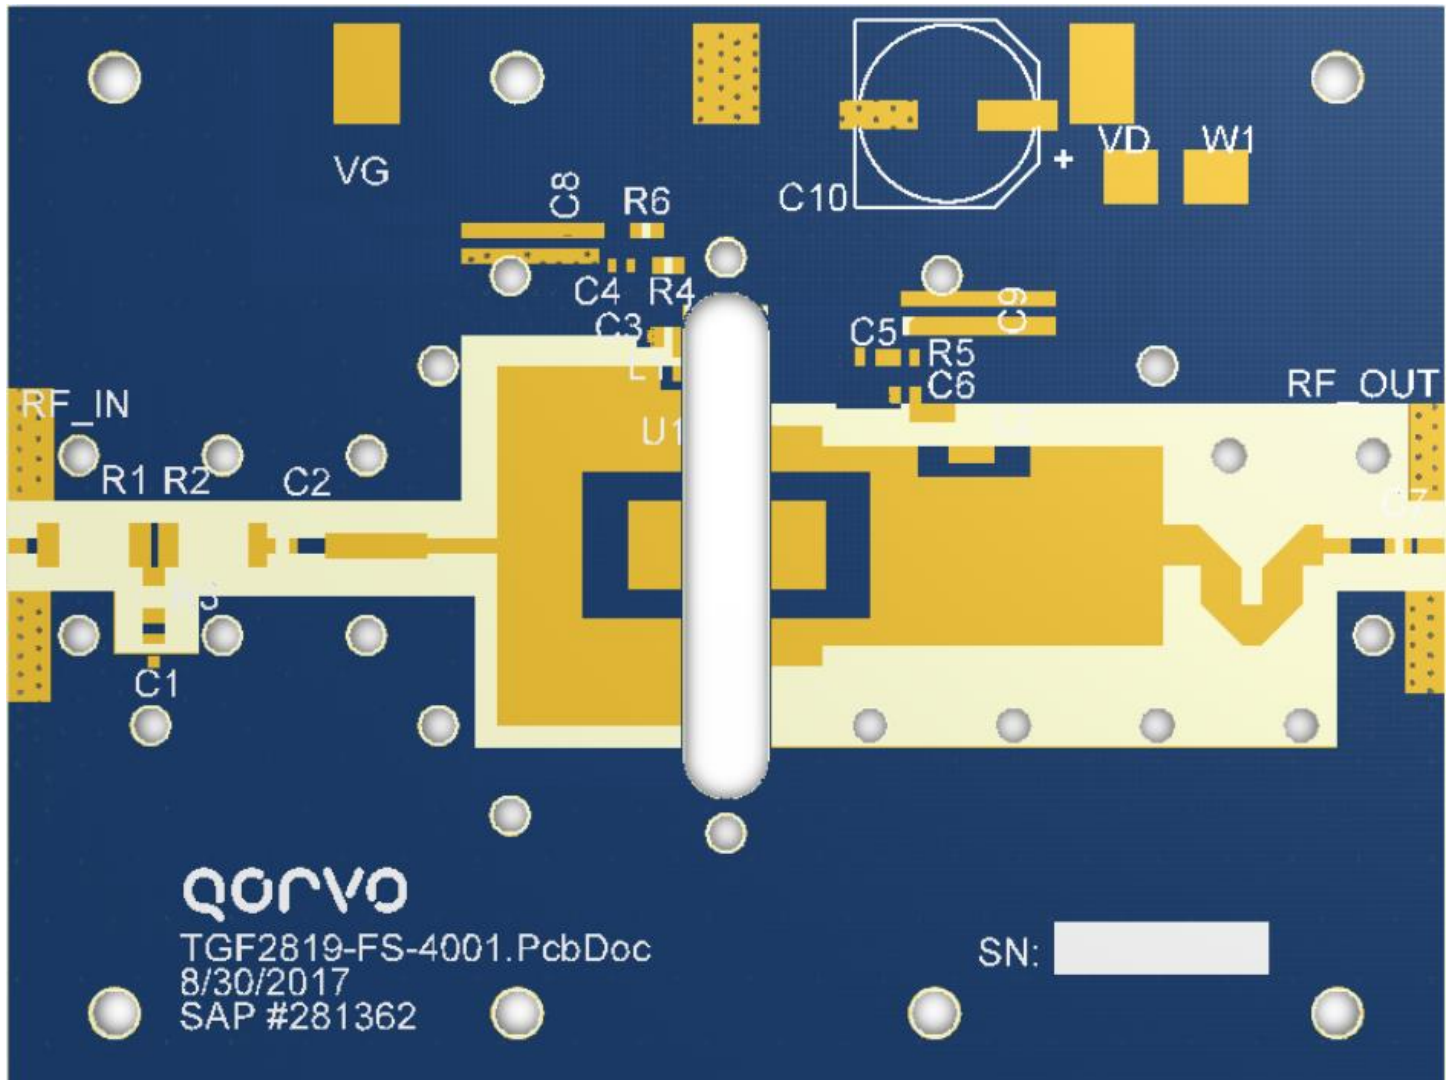 VG
VD
W1
C10
C8
R6
C4
R4
C3
C9
C5
R5
C6
RF_IN
RF_OUT
U1
R1
R2
C2
C1
QORVO
TGF2819-FS-4001.PcbDoc
8/30/2017
SAP #281362
SN: